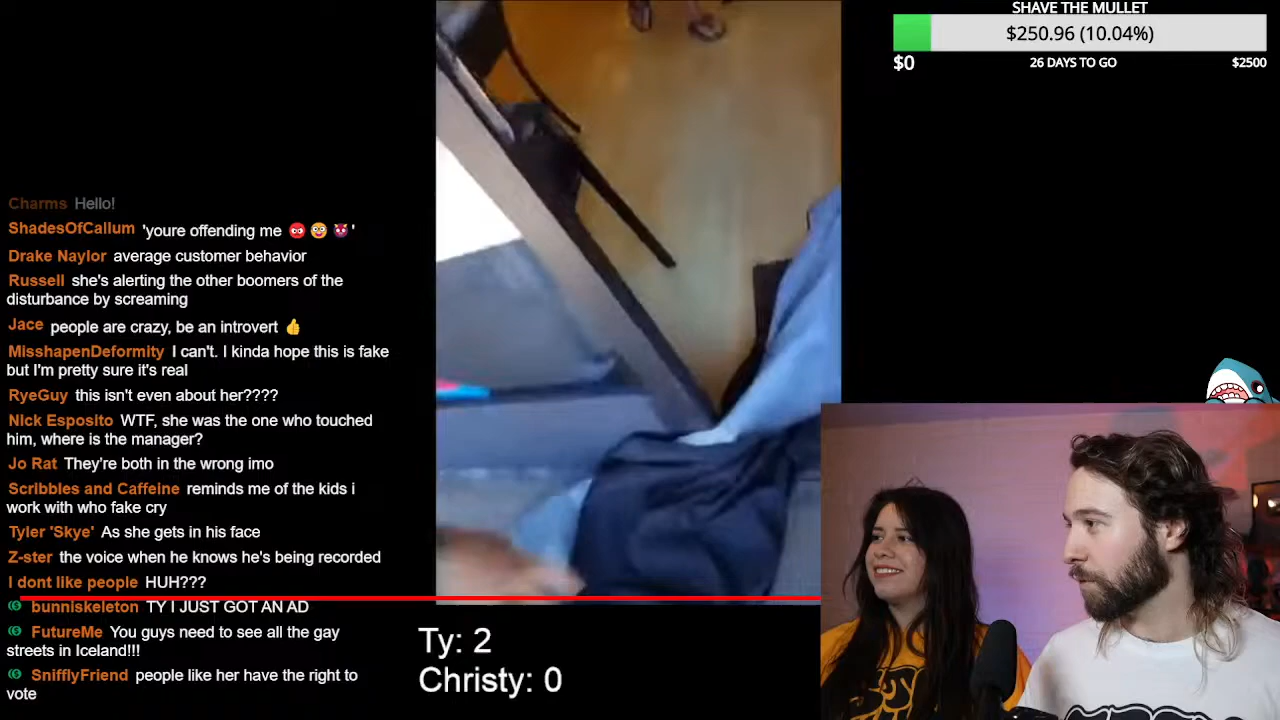 SHAVE THE MULLET
$250.96 (10.04%)
$0
26 DAYS TO GO
$2500
Charms Hello!
ShadesOfCallum 'youre offending me 😡 🤪 😈'
Drake Naylor average customer behavior
Russell she's alerting the other boomers of the
disturbance by screaming
Jace people are crazy, be an introvert 👍
MisshapenDeformity I can't. I kinda hope this is fake
but I'm pretty sure it's real
RyeGuy this isn't even about her????
Nick Esposito WTF, she was the one who touched
him, where is the manager?
Jo Rat They're both in the wrong imo
Scribbles and Caffeine reminds me of the kids i
work with who fake cry
Tyler 'Skye' As she gets in his face
Z-ster the voice when he knows he's being recorded
I dont like people HUH???
bunniskeleton TY I JUST GOT AN AD
FutureMe You guys need to see all the gay
streets in Iceland!!!
SnifflyFriend people like her have the right to
vote
Ty: 2
Christy: 0